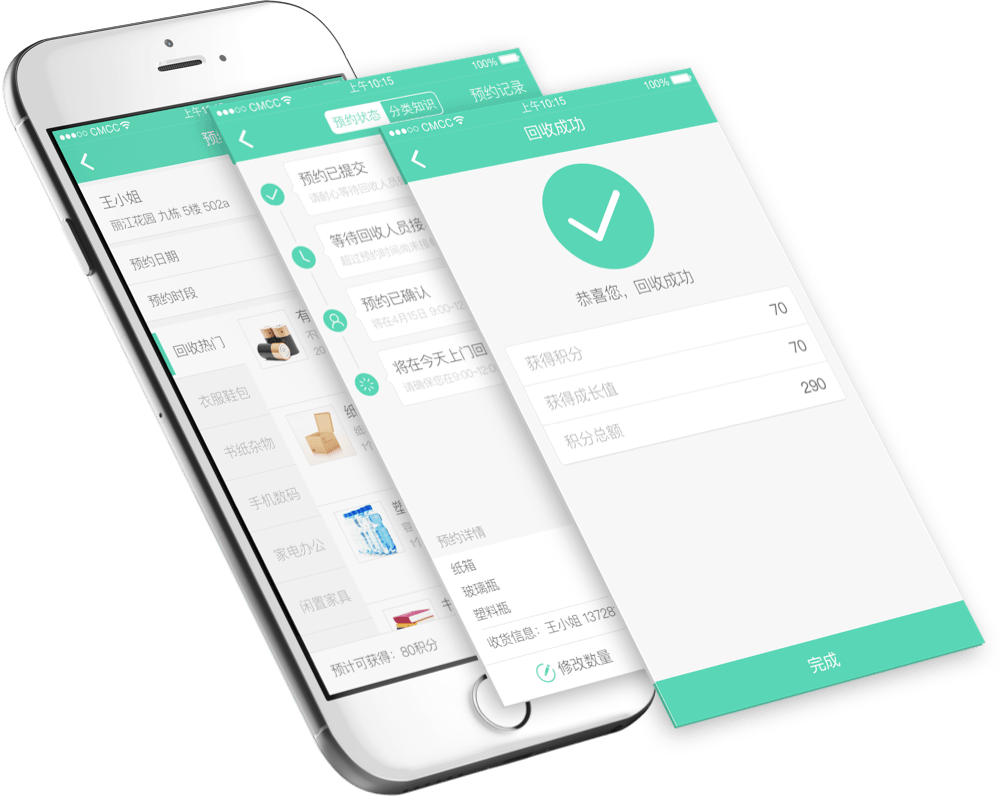 CMCC
上午10:15
100%
回收成功
恭喜您，回收成功
获得积分 70
获得成长值 70
积分总额 290
完成
CMCC
上午10:15
100%
预约状态 分类知识
预约记录
预约已提交
请耐心等待回收人员
等待回收人员接
超过预约时间尚未
预约已确认
将在4月15日 9:00-12
将在今天上门回
请确保您在9:00-12:0
预约详情
纸箱
玻璃瓶
塑料瓶
收货信息：王小姐 13728
修改数量
CMCC
上午
预
王小姐
丽江花园 九栋 5楼 502a
预约日期
预约时段
回收热门
衣服鞋包
书纸杂物
手机数码
家电办公
闲置家具
有
不
20
纸
纸
1个
塑
1个
预计可获得：80积分